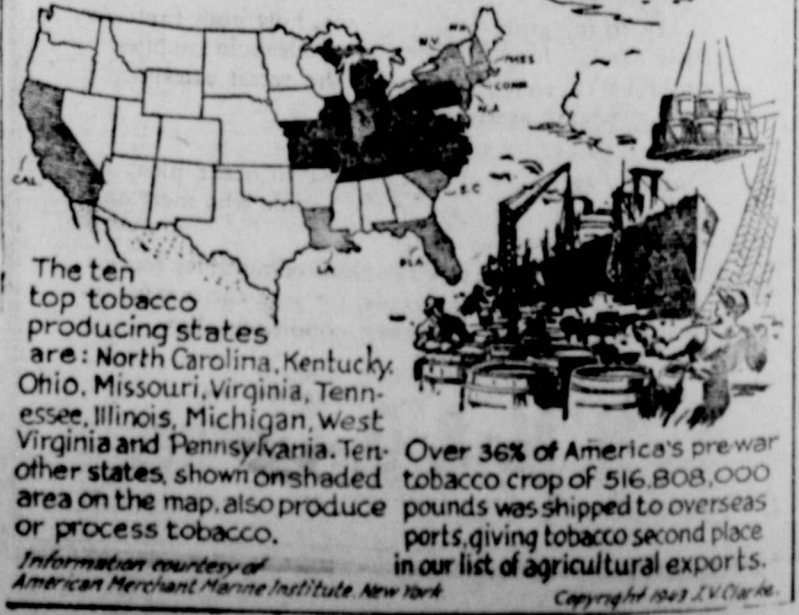 NH
NY
MASS
CONN
N.J.
CAL
S.C
LA
FLA
The ten
top tobacco
producing states
are: North Carolina, Kentucky,
Ohio, Missouri, Virginia, Tenn-
essee, Illinois, Michigan, West
Virginia and Pennsylvania. Ten-
other states, shown on shaded
area on the map, also produce
or process tobacco.
Over 36% of America's pre-war
tobacco crop of 516,808,000
pounds was shipped to overseas
ports, giving tobacco second place
in our list of agricultural exports.
Information courtesy of
American Merchant Marine Institute, New York
Copyright 1943 J.V. Clarke.